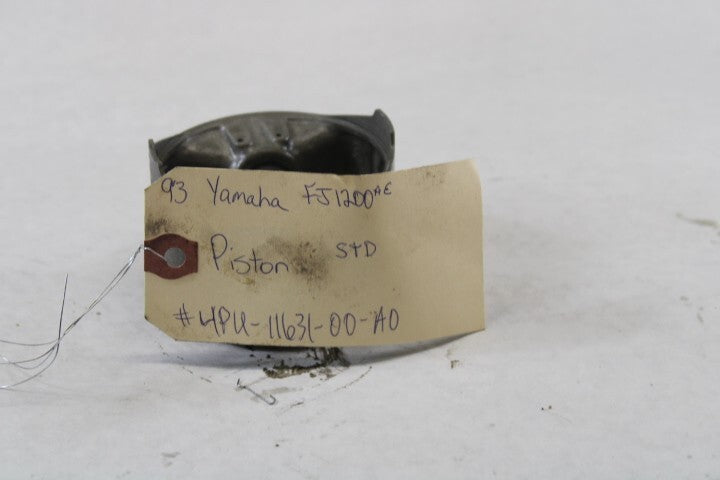 93 Yamaha FJ1200AE
Piston STD
#4PU-11631-00-A0